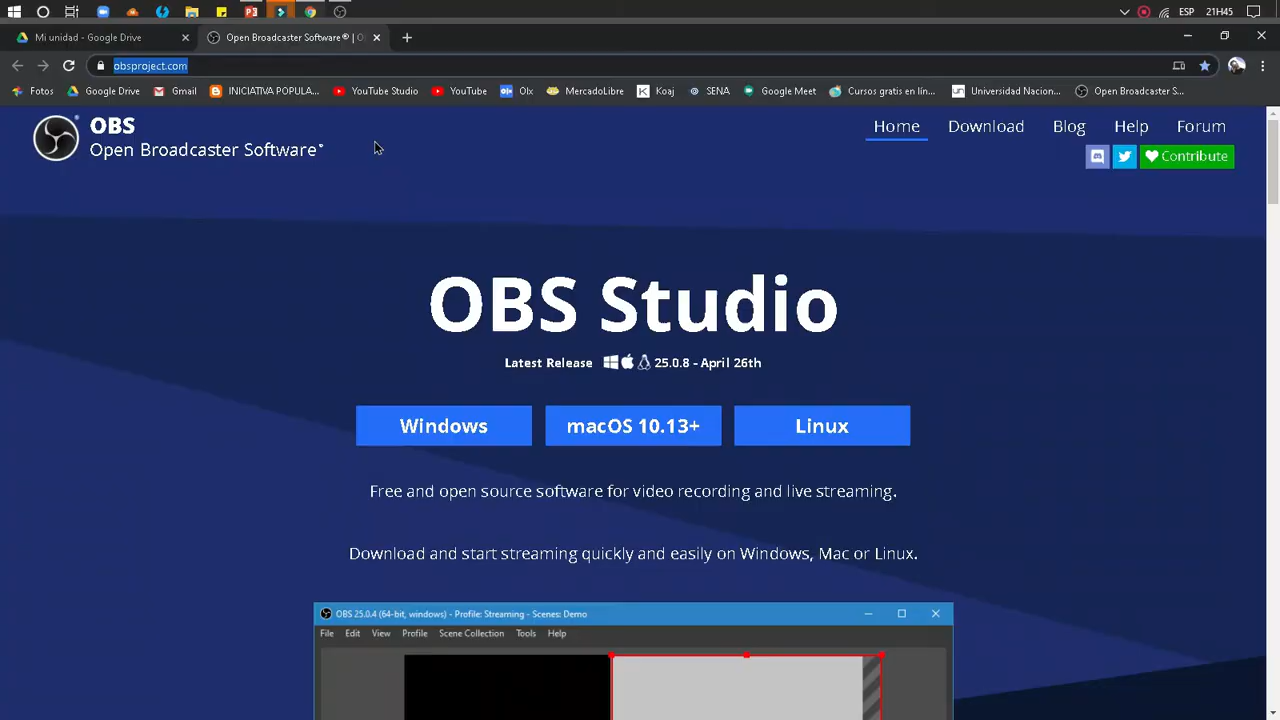 ESP 21H45
Mi unidad - Google Drive
Open Broadcaster Software® | O
obsproject.com
Fotos Google Drive Gmail INICIATIVA POPULA... YouTube Studio YouTube Olx MercadoLibre Koaj SENA Google Meet Cursos gratis en lín... Universidad Nacion... Open Broadcaster S...
OBS
Open Broadcaster Software®
Home Download Blog Help Forum
Contribute
OBS Studio
Latest Release 25.0.8 - April 26th
Windows macOS 10.13+ Linux
Free and open source software for video recording and live streaming.
Download and start streaming quickly and easily on Windows, Mac or Linux.
OBS 25.0.4 (64-bit, windows) - Profile: Streaming - Scenes: Demo
File Edit View Profile Scene Collection Tools Help